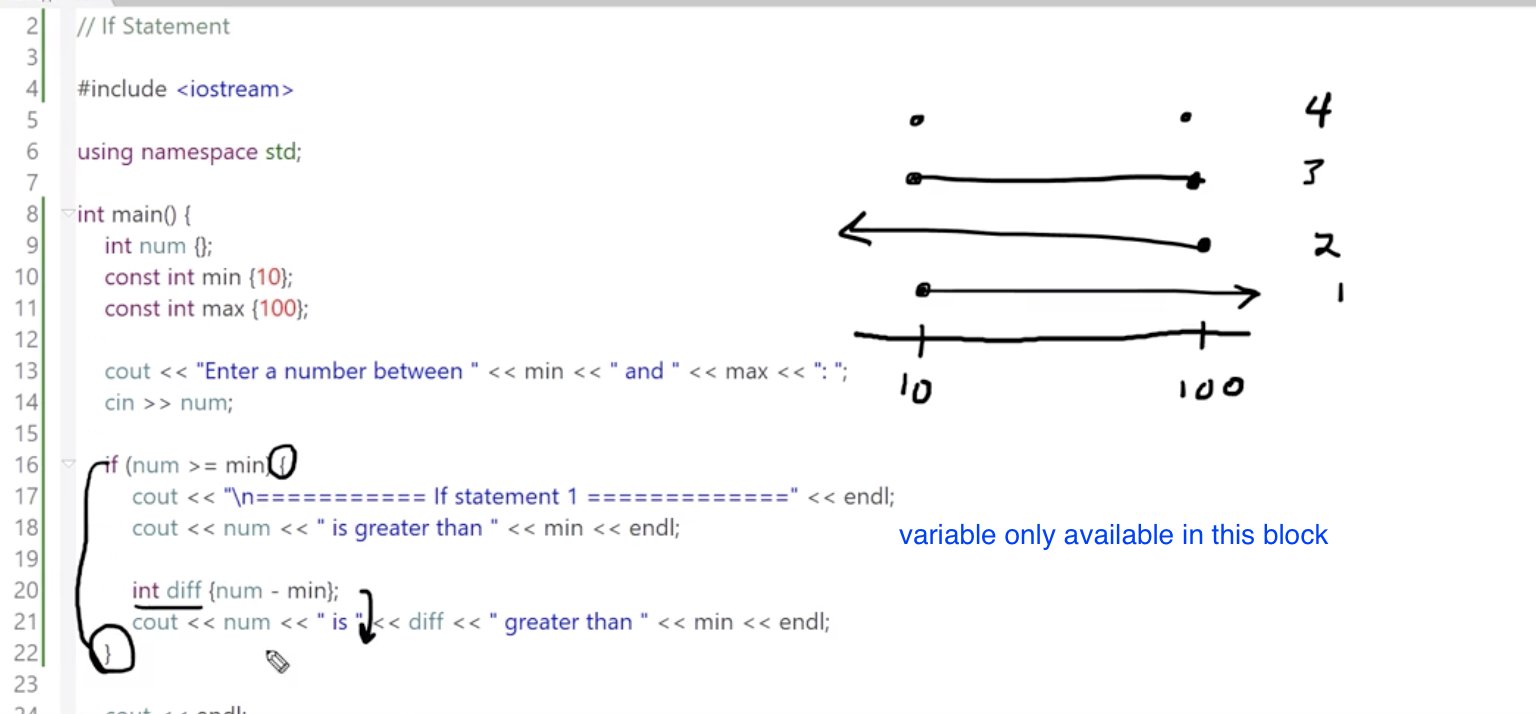 2 // If Statement
3
4 #include <iostream>
5
6 using namespace std;
7
8 int main() {
9 int num {};
10 const int min {10};
11 const int max {100};
12
13 cout << "Enter a number between " << min << " and " << max << ": ";
14 cin >> num;
15
16 if (num >= min) {
17 cout << "\n=========== If statement 1 =============" << endl;
18 cout << num << " is greater than " << min << endl;
19
20 int diff {num - min};
21 cout << num << " is " << diff << " greater than " << min << endl;
22 }
23
24 cout << endl;
4
3
2
1
10 100
variable only available in this block